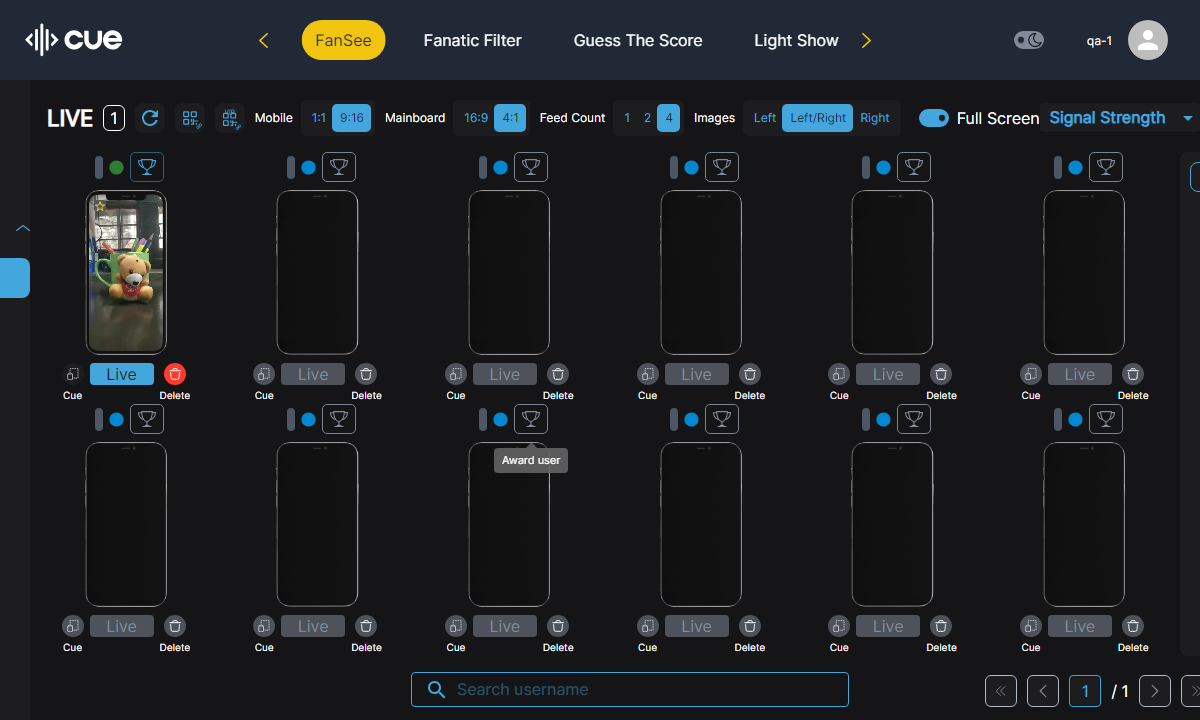 CUE
FanSee
Fanatic Filter
Guess The Score
Light Show
qa-1
LIVE 1
Mobile 1:1 9:16
Mainboard 16:9 4:1
Feed Count 1 2 4
Images Left Left/Right Right
Full Screen
Signal Strength
Live Live Live Live Live Live
Cue Delete Cue Delete Cue Delete Cue Delete Cue Delete Cue Delete
Award user
Live Live Live Live Live Live
Cue Delete Cue Delete Cue Delete Cue Delete Cue Delete Cue Delete
Search username
1 / 1